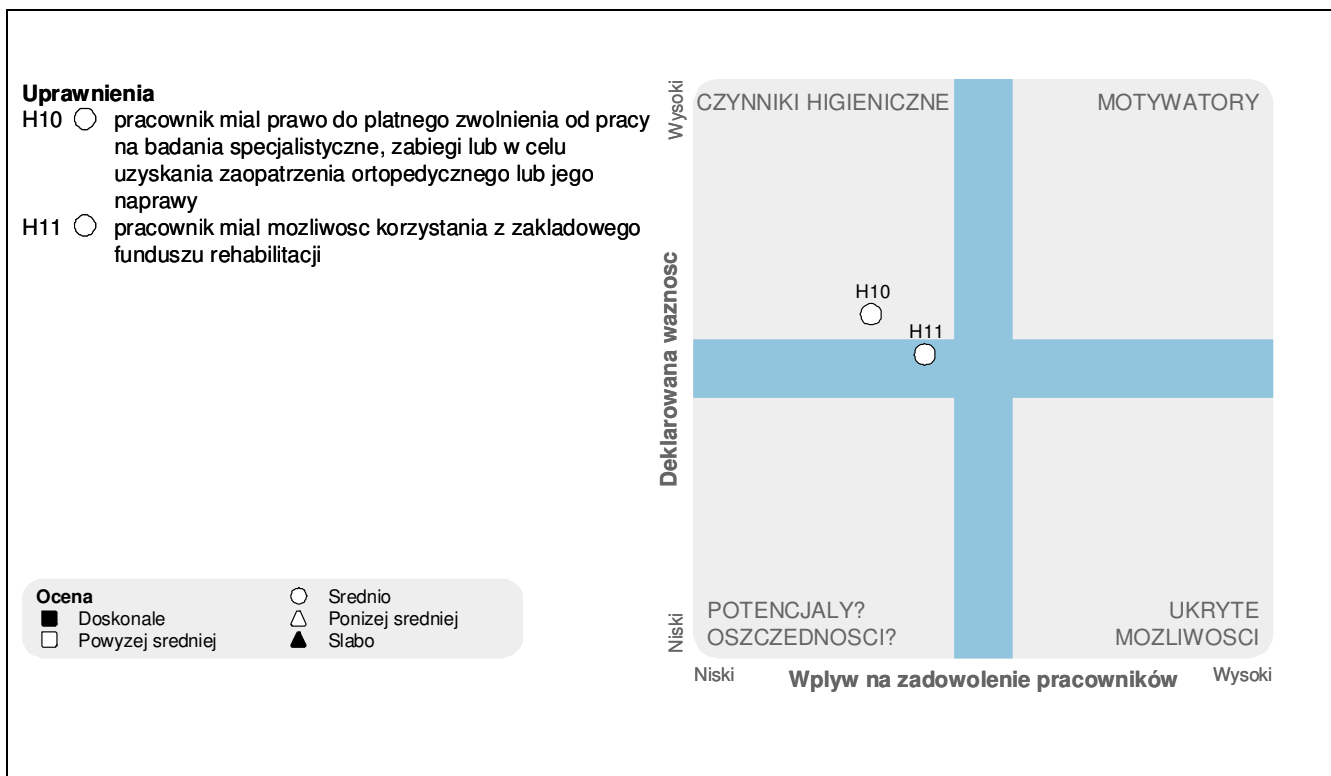 Uprawnienia
H10 pracownik mial prawo do platnego zwolnienia od pracy
na badania specjalistyczne, zabiegi lub w celu
uzyskania zaopatrzenia ortopedycznego lub jego
naprawy
H11 pracownik mial mozliwosc korzystania z zakladowego
funduszu rehabilitacji
Ocena
Doskonale
Powyzej sredniej
Srednio
Ponizej sredniej
Slabo
Wysoki
Deklarowana waznosc
Niski
CZYNNIKI HIGIENICZNE
MOTYWATORY
H10
H11
POTENCJALY?
OSZCZEDNOSCI?
UKRYTE
MOZLIWOSCI
Niski
Wplyw na zadowolenie pracowników
Wysoki